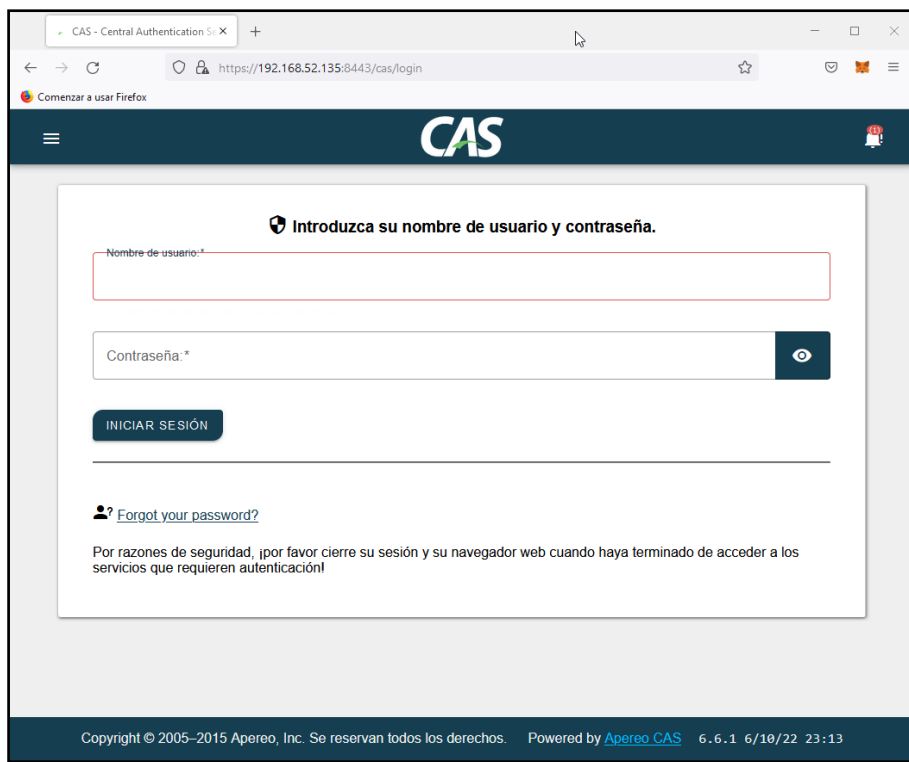 CAS - Central Authentication Se
https://192.168.52.135:8443/cas/login
Comenzar a usar Firefox
CAS
(1)
Introduzca su nombre de usuario y contraseña.
Nombre de usuario:*
Contraseña:*
INICIAR SESIÓN
Forgot your password?
Por razones de seguridad, ¡por favor cierre su sesión y su navegador web cuando haya terminado de acceder a los
servicios que requieren autenticación!
Copyright © 2005–2015 Apereo, Inc. Se reservan todos los derechos. Powered by Apereo CAS 6.6.1 6/10/22 23:13